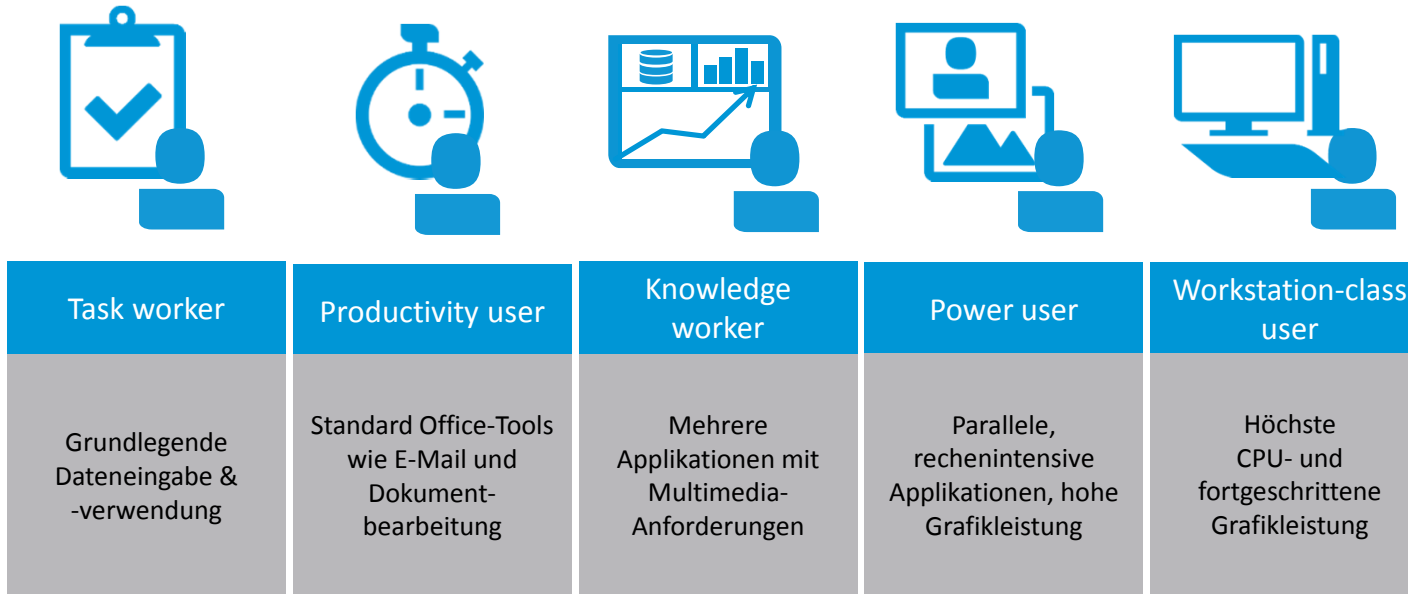 Task worker
Grundlegende
Dateneingabe &
-verwendung
Productivity user
Standard Office-Tools
wie E-Mail und
Dokument-
bearbeitung
Knowledge
worker
Mehrere
Applikationen mit
Multimedia-
Anforderungen
Power user
Parallele,
rechenintensive
Applikationen, hohe
Grafikleistung
Workstation-class
user
Höchste
CPU- und
fortgeschrittene
Grafikleistung